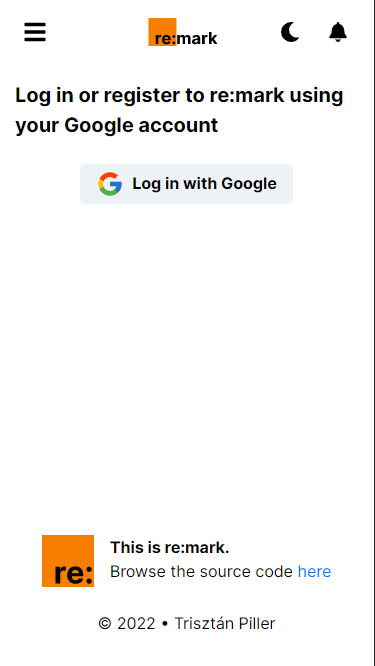 re:mark
Log in or register to re:mark using
your Google account
Log in with Google
re:
This is re:mark.
Browse the source code here
© 2022 • Trisztán Piller